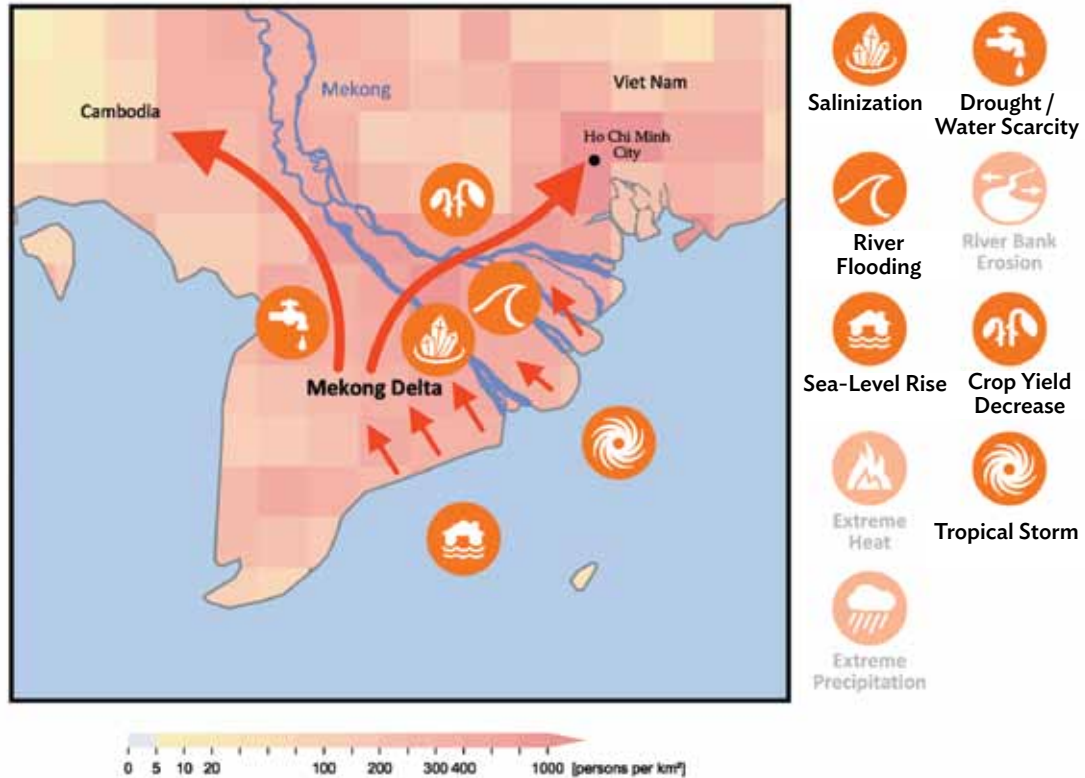 Cambodia
Mekong
Viet Nam
Ho Chi Minh
City
Mekong Delta
Salinization
Drought /
Water Scarcity
River
Flooding
River Bank
Erosion
Sea-Level Rise
Crop Yield
Decrease
Extreme
Heat
Tropical Storm
Extreme
Precipitation
0 5 10 20 100 200 300 400 1000 [persons per km²]